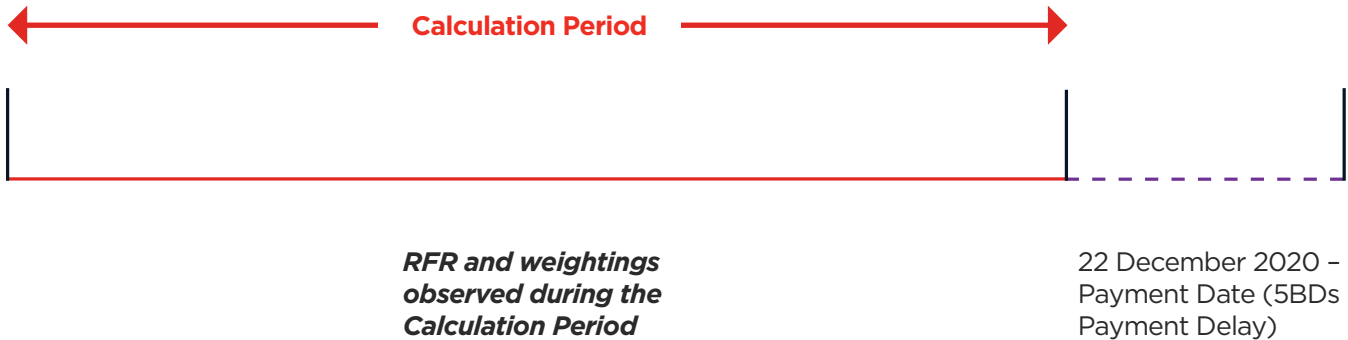 Calculation Period
RFR and weightings
observed during the
Calculation Period
22 December 2020 –
Payment Date (5BDs
Payment Delay)